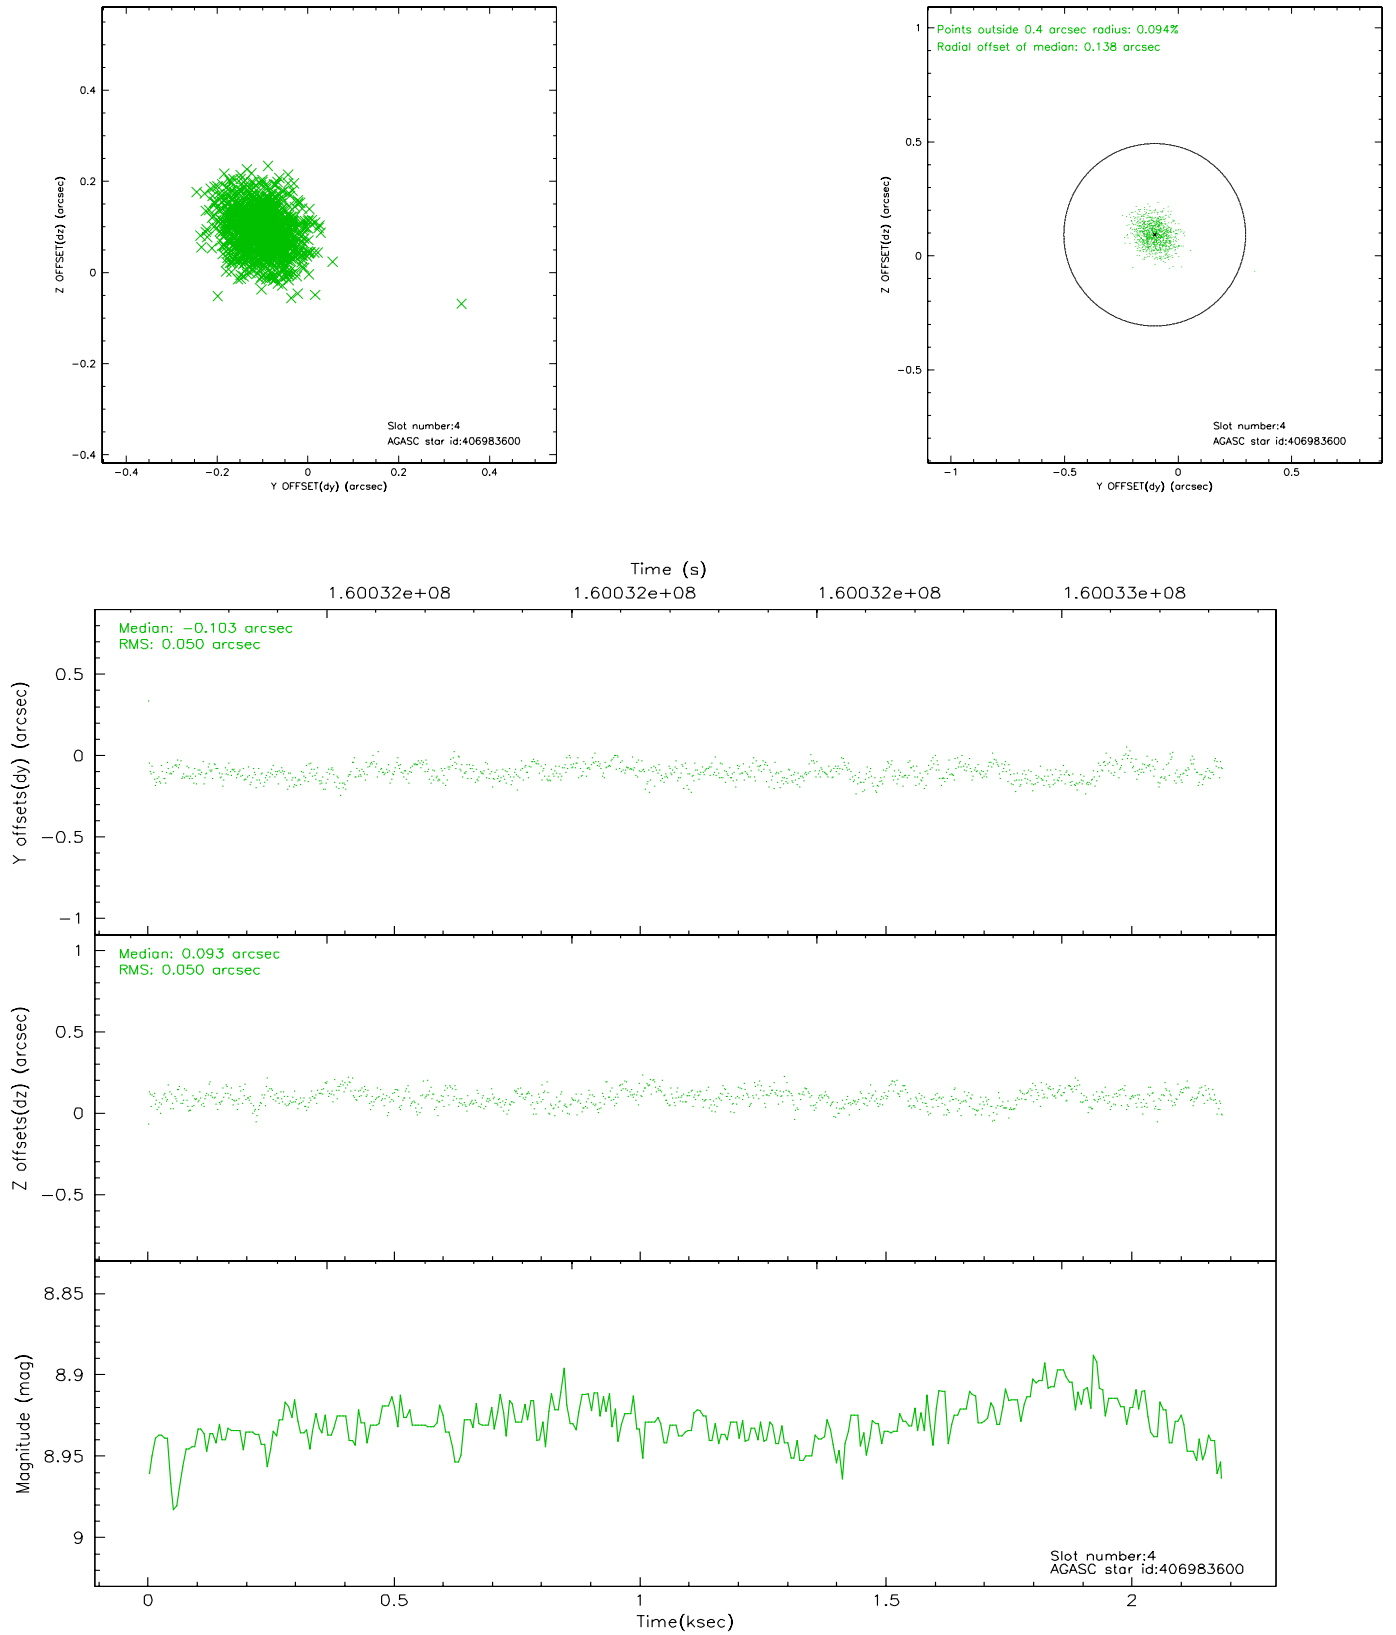 0.4
0.2
0
−0.2
−0.4
Z OFFSET(dz) (arcsec)
Slot number:4
AGASC star id:406983600
−0.4 −0.2 0 0.2 0.4
Y OFFSET(dy) (arcsec)
Points outside 0.4 arcsec radius: 0.094%
Radial offset of median: 0.138 arcsec
1
0.5
0
−0.5
Z OFFSET(dz) (arcsec)
Slot number:4
AGASC star id:406983600
−1 −0.5 0 0.5
Y OFFSET(dy) (arcsec)
Time (s)
1.60032e+08 1.60032e+08 1.60032e+08 1.60033e+08
Median: −0.103 arcsec
RMS: 0.050 arcsec
0.5
0
−0.5
−1
Y offsets(dy) (arcsec)
Median: 0.093 arcsec
RMS: 0.050 arcsec
1
0.5
0
−0.5
Z offsets(dz) (arcsec)
8.85
8.9
8.95
9
Magnitude (mag)
Slot number:4
AGASC star id:406983600
0 0.5 1 1.5 2
Time(ksec)